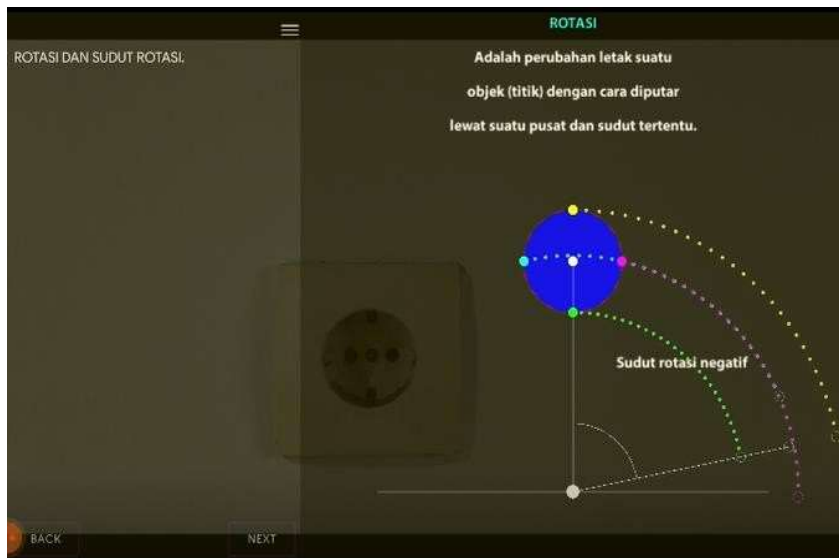 ROTASI DAN SUDUT ROTASI.
ROTASI
Adalah perubahan letak suatu
objek (titik) dengan cara diputar
lewat suatu pusat dan sudut tertentu.
Sudut rotasi negatif
BACK
NEXT